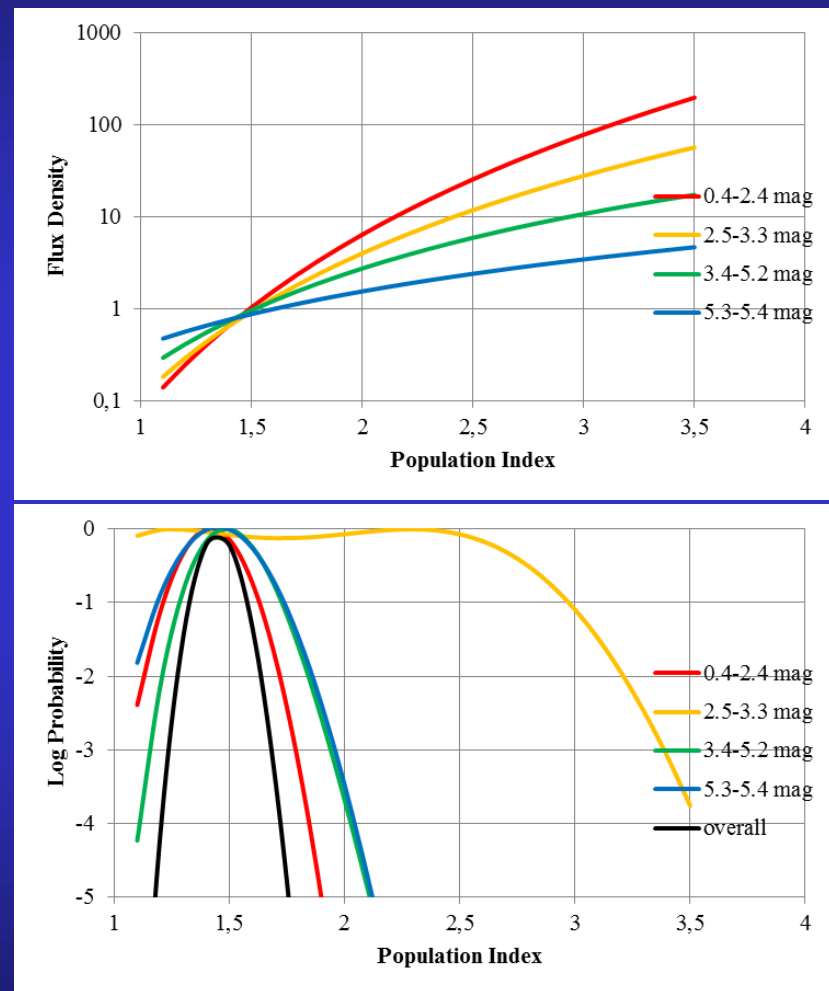 1000
100
10
1
0,1
Flux Density
1
1,5
2
2,5
3
3,5
4
Population Index
0.4-2.4 mag
2.5-3.3 mag
3.4-5.2 mag
5.3-5.4 mag
0
-1
-2
-3
-4
-5
Log Probability
1
1,5
2
2,5
3
3,5
4
Population Index
0.4-2.4 mag
2.5-3.3 mag
3.4-5.2 mag
5.3-5.4 mag
overall